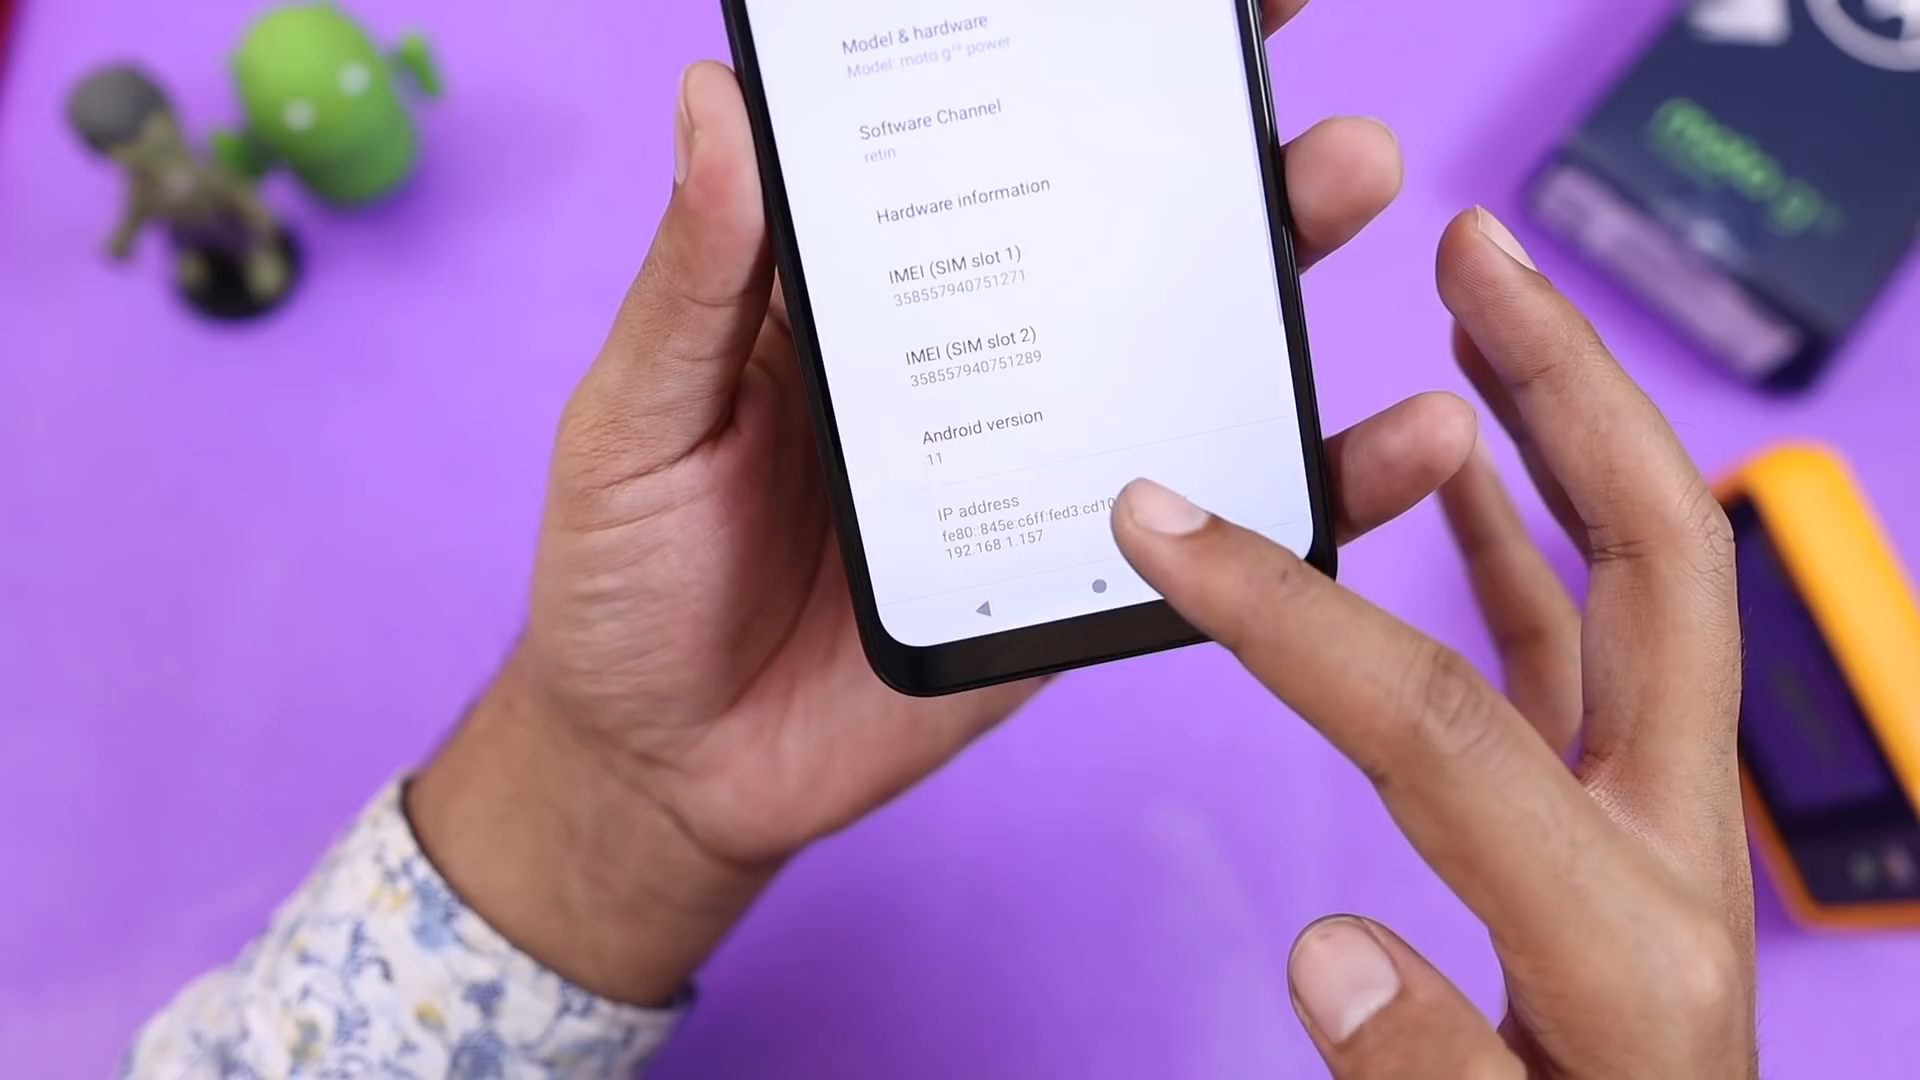 Model & hardware
Model: moto g¹⁰ power
Software Channel
retin
Hardware information
IMEI (SIM slot 1)
358557940751271
IMEI (SIM slot 2)
358557940751289
Android version
11
IP address
fe80::845e:c6ff:fed3:cd10
192.168.1.157
moto g